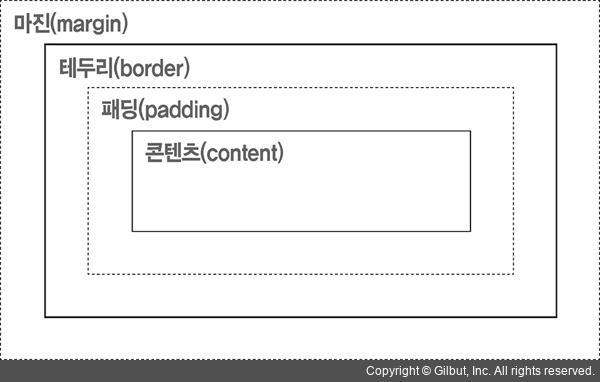 마진(margin)
테두리(border)
패딩(padding)
콘텐츠(content)
Copyright © Gilbut, Inc. All rights reserved.